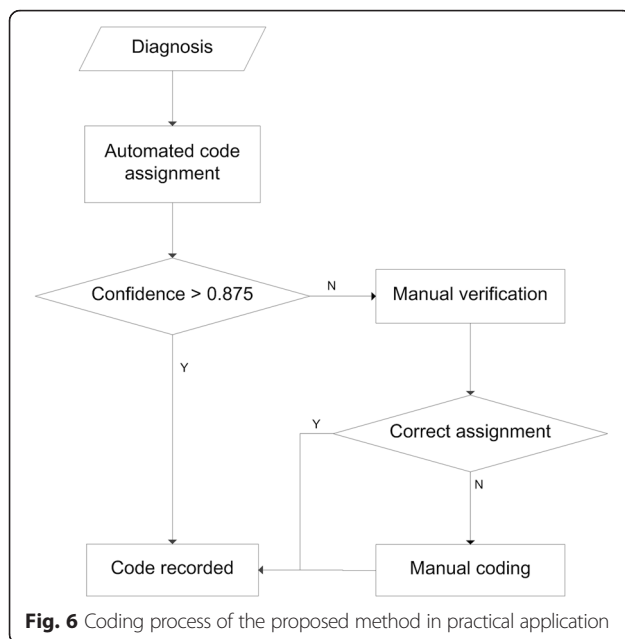 Diagnosis
Automated code
assignment
Confidence > 0.875
N
Manual verification
Y
Y
Correct assignment
N
Code recorded
Manual coding
Fig. 6 Coding process of the proposed method in practical application